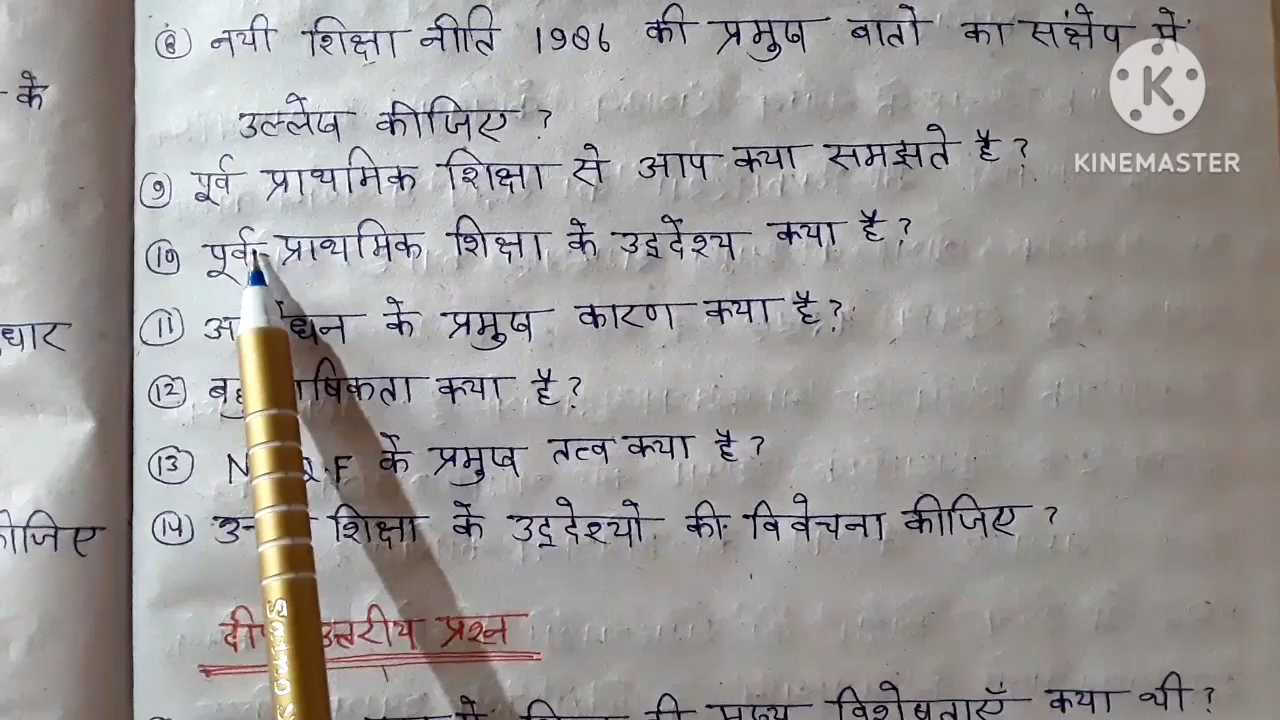 ⑧ नयी शिक्षा नीति 1986 की प्रमुख बातो का संक्षेप में
K
के
उल्लेख कीजिए?
KINEMASTER
⑨ पूर्व प्राथमिक शिक्षा से आप क्या समझते है?
⑩ पूर्व प्राथमिक शिक्षा के उद्देश्य क्या है?
⑪ के प्रमुख कारण क्या है?
धार
⑫ क्या है?
⑬ के प्रमुख तत्व क्या है?
⑭ शिक्षा के उद्देश्यो की विवेचना कीजिए?
कीजिए
उत्तरीय प्रश्न
विशेषताएँ क्या थी?